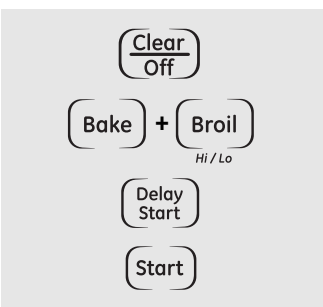 Clear
Off
Bake + Broil
Hi / Lo
Delay
Start
Start